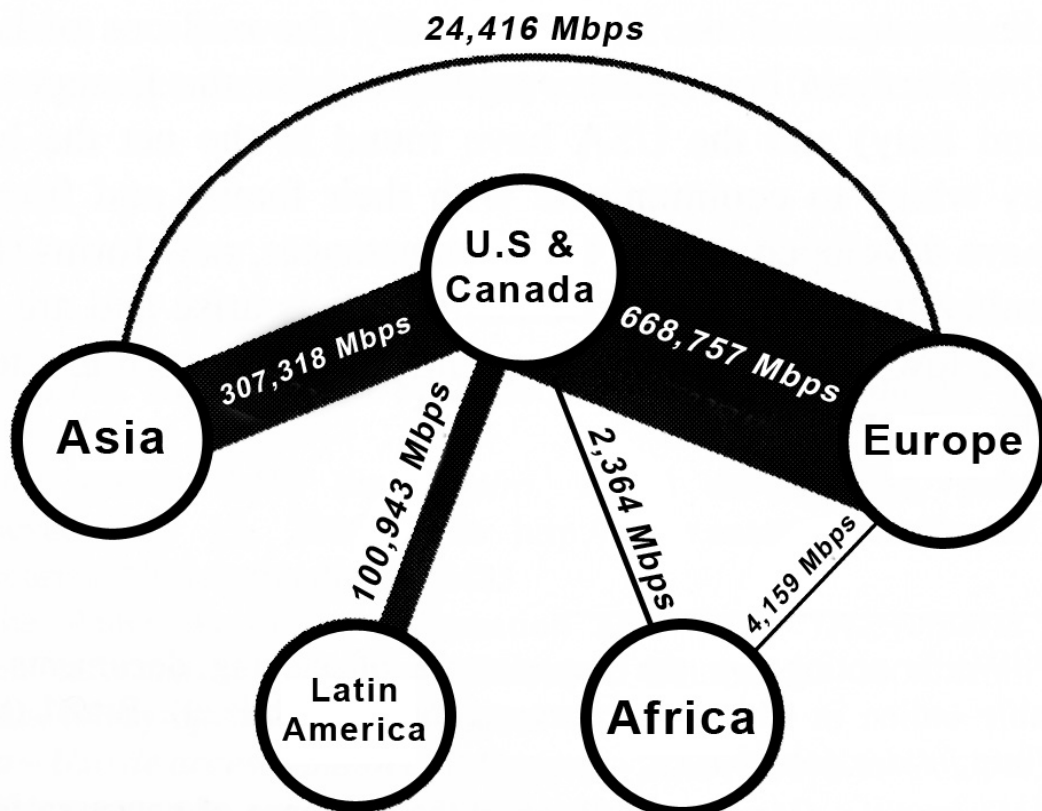 24,416 Mbps
U.S &
Canada
668,757 Mbps
307,318 Mbps
Asia
Europe
100,943 Mbps
2,364 Mbps
4,159 Mbps
Latin
America
Africa